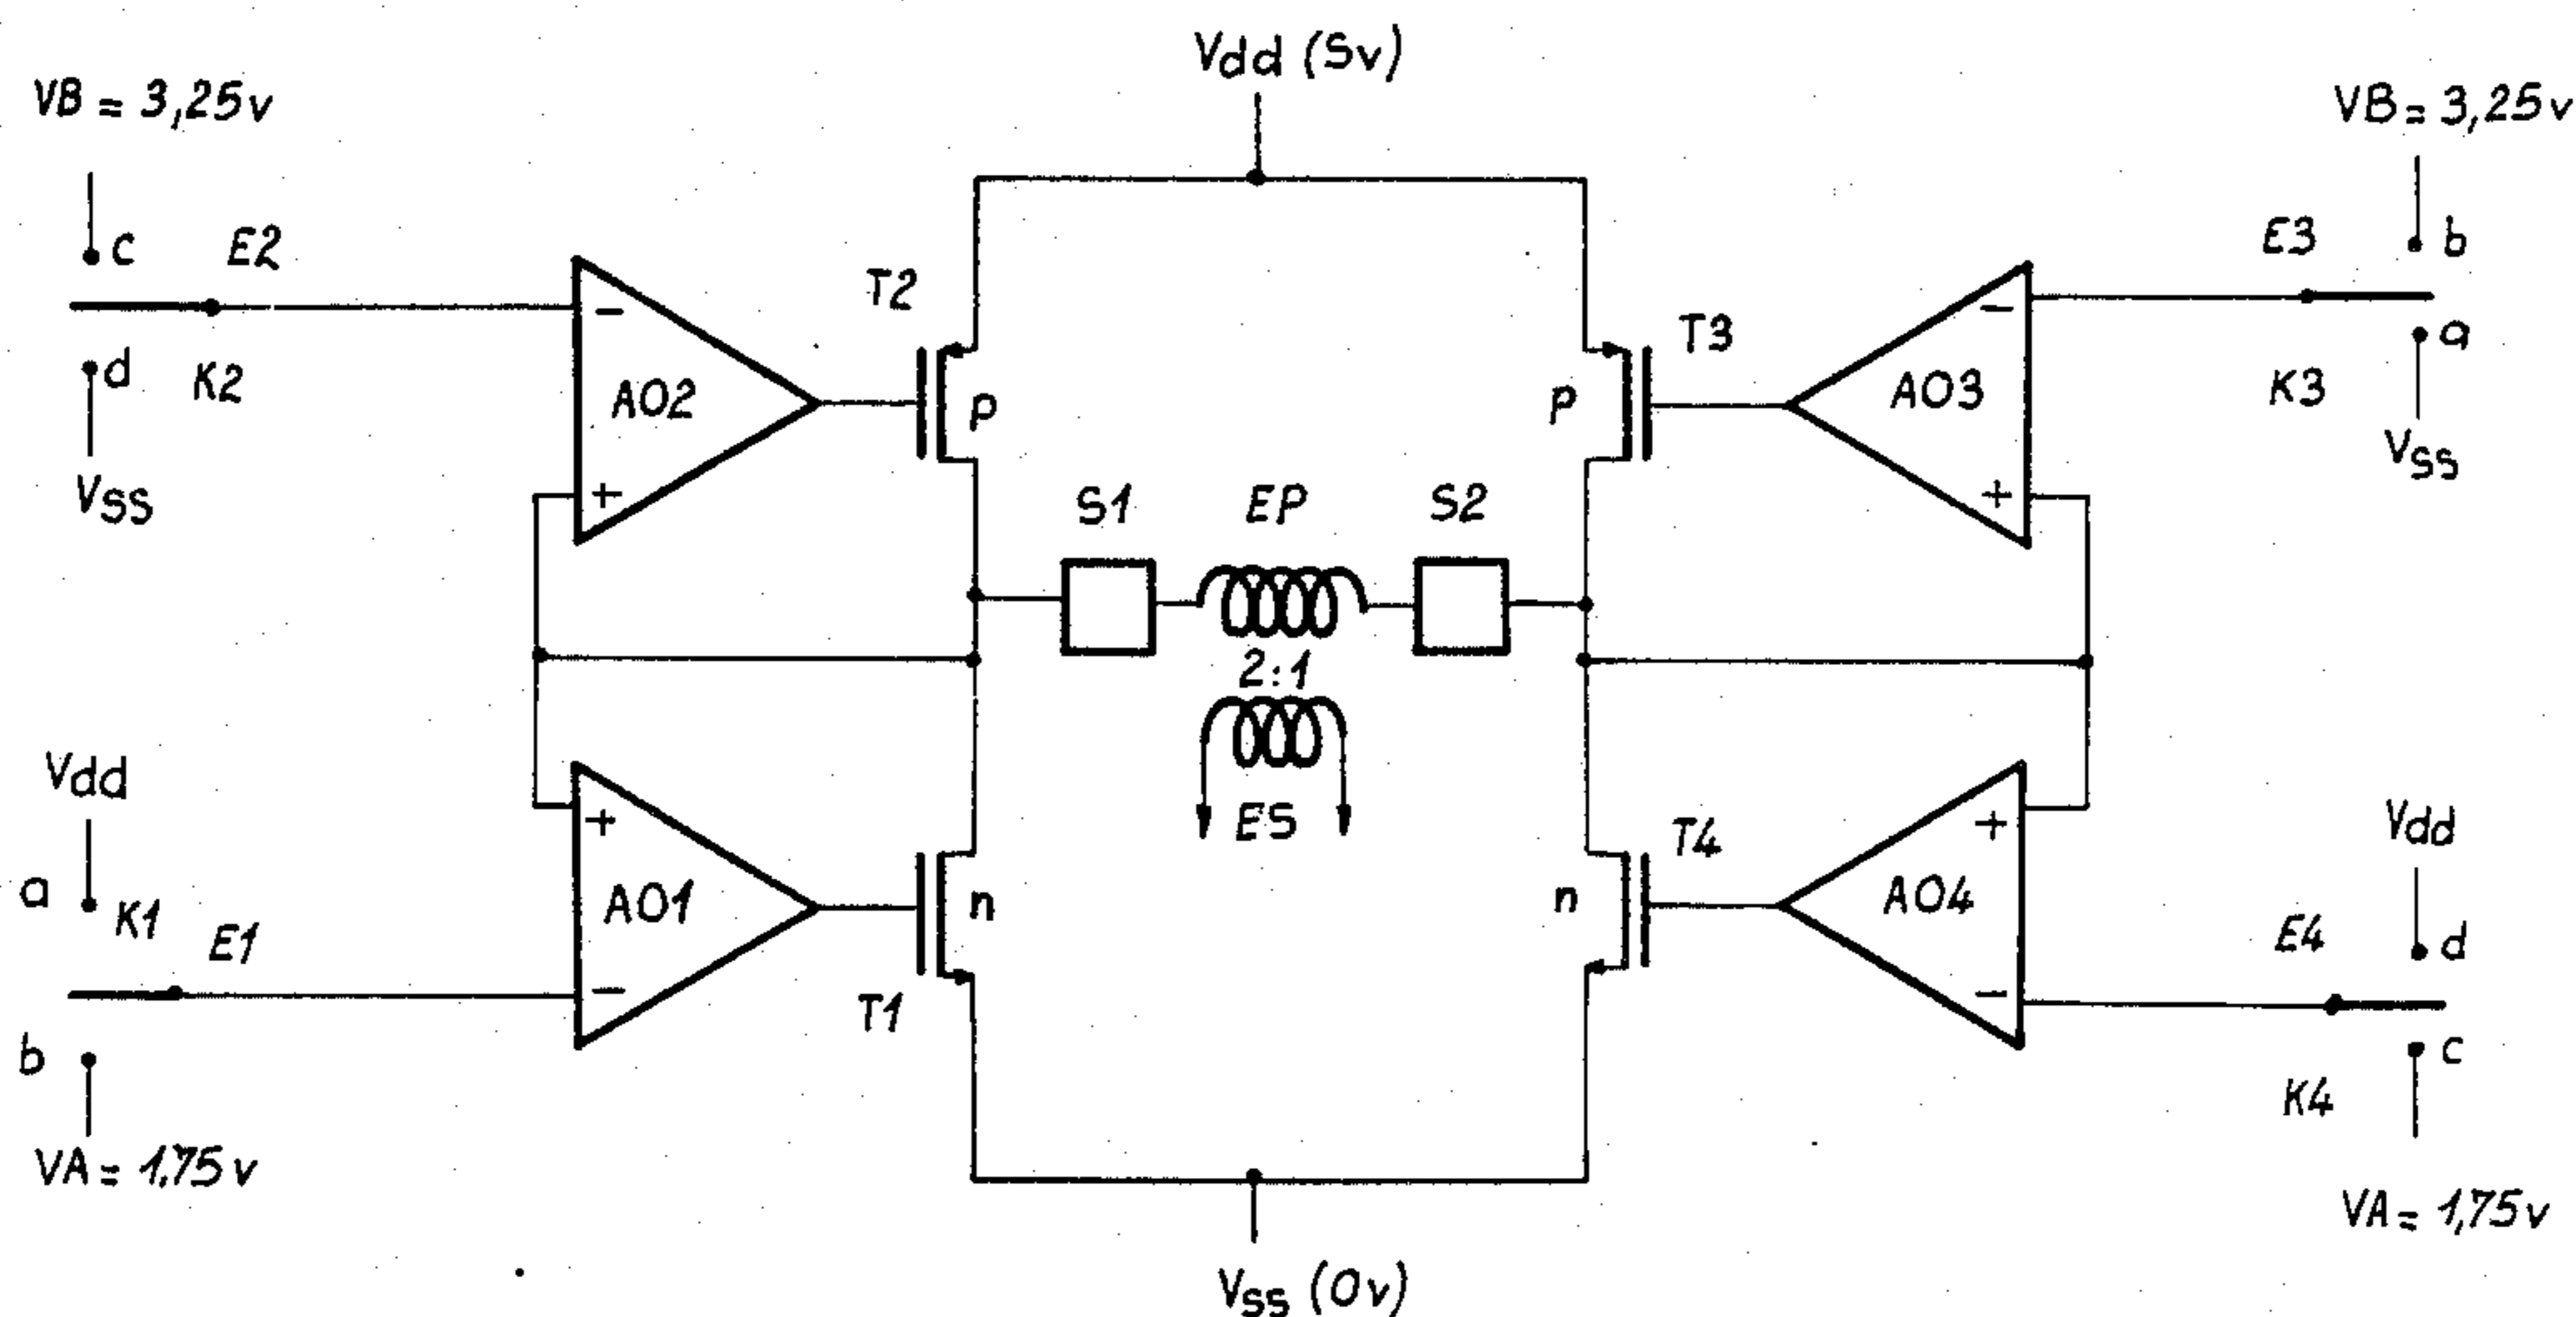 Vdd (5v)
VB = 3,25v
VB = 3,25v
c
E2
E3
b
T2
T3
-
-
d
K2
AO2
p
p
AO3
K3
a
Vss
Vss
+
+
S1
EP
S2
2:1
Vdd
Vdd
ES
a
K1
E1
+
+
T4
AO1
n
n
AO4
E4
d
-
-
T1
b
c
K4
VA = 1,75v
VA = 1,75v
Vss (0v)